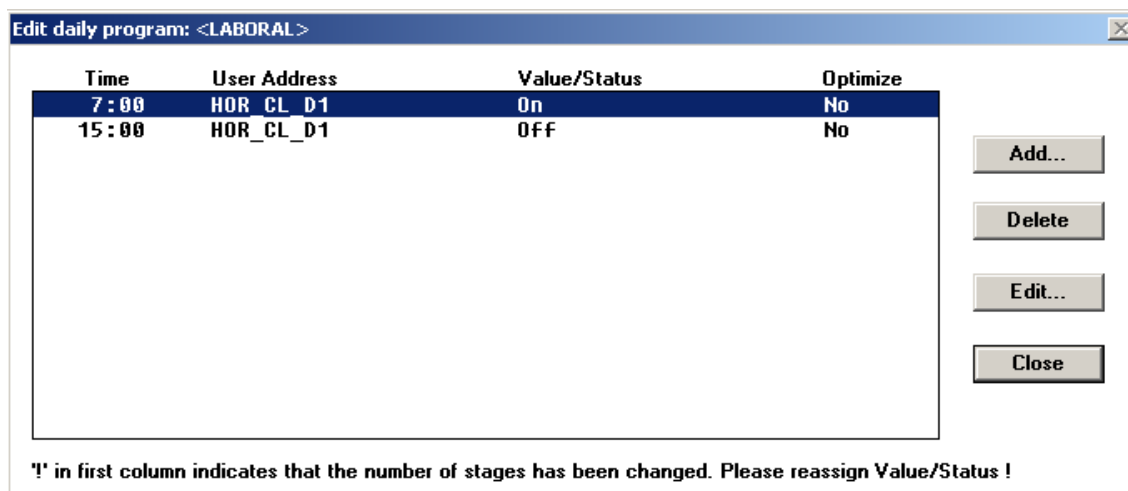 Edit daily program: <LABORAL>
Time User Address Value/Status Optimize
7:00 HOR_CL_D1 On No
15:00 HOR_CL_D1 Off No
Add...
Delete
Edit...
Close
'!' in first column indicates that the number of stages has been changed. Please reassign Value/Status !